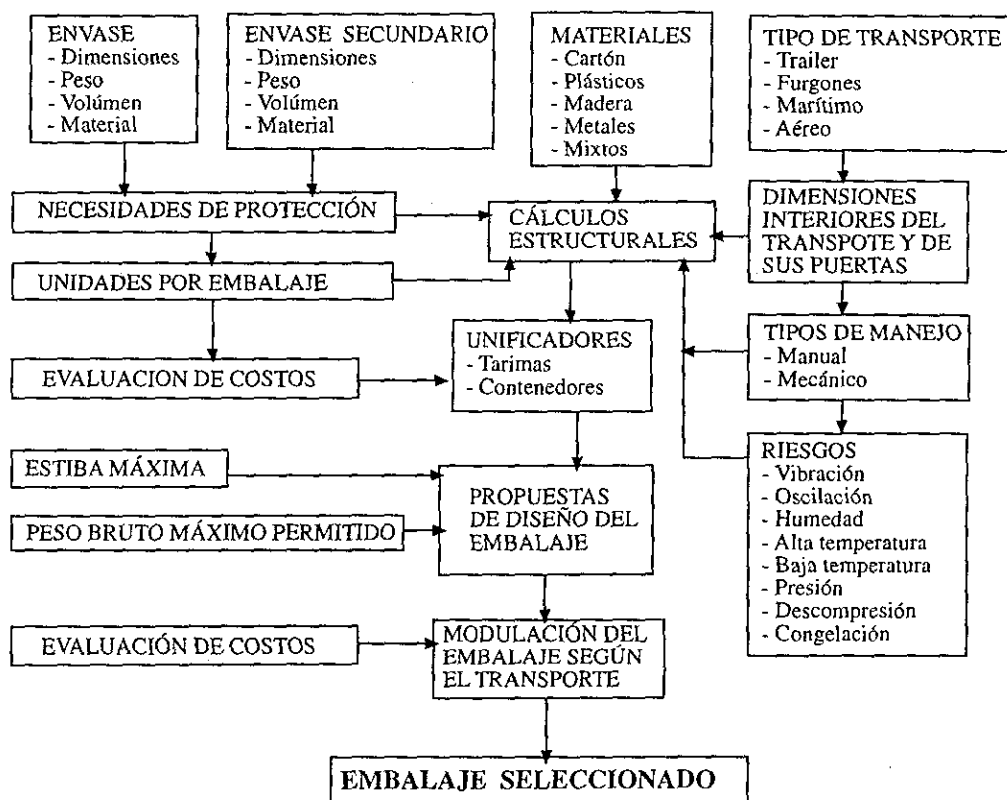 ENVASE
- Dimensiones
- Peso
- Volúmen
- Material
ENVASE SECUNDARIO
- Dimensiones
- Peso
- Volúmen
- Material
MATERIALES
- Cartón
- Plásticos
- Madera
- Metales
- Mixtos
TIPO DE TRANSPORTE
- Trailer
- Furgones
- Marítimo
- Aéreo
NECESIDADES DE PROTECCIÓN
CÁLCULOS
ESTRUCTURALES
DIMENSIONES
INTERIORES DEL
TRANSPOTE Y DE
SUS PUERTAS
UNIDADES POR EMBALAJE
UNIFICADORES
- Tarimas
- Contenedores
TIPOS DE MANEJO
- Manual
- Mecánico
EVALUACION DE COSTOS
RIESGOS
- Vibración
- Oscilación
- Humedad
- Alta temperatura
- Baja temperatura
- Presión
- Descompresión
- Congelación
ESTIBA MÁXIMA
PROPUESTAS
DE DISEÑO DEL
EMBALAJE
PESO BRUTO MÁXIMO PERMITIDO
EVALUACIÓN DE COSTOS
MODULACIÓN DEL
EMBALAJE SEGÚN
EL TRANSPORTE
EMBALAJE SELECCIONADO